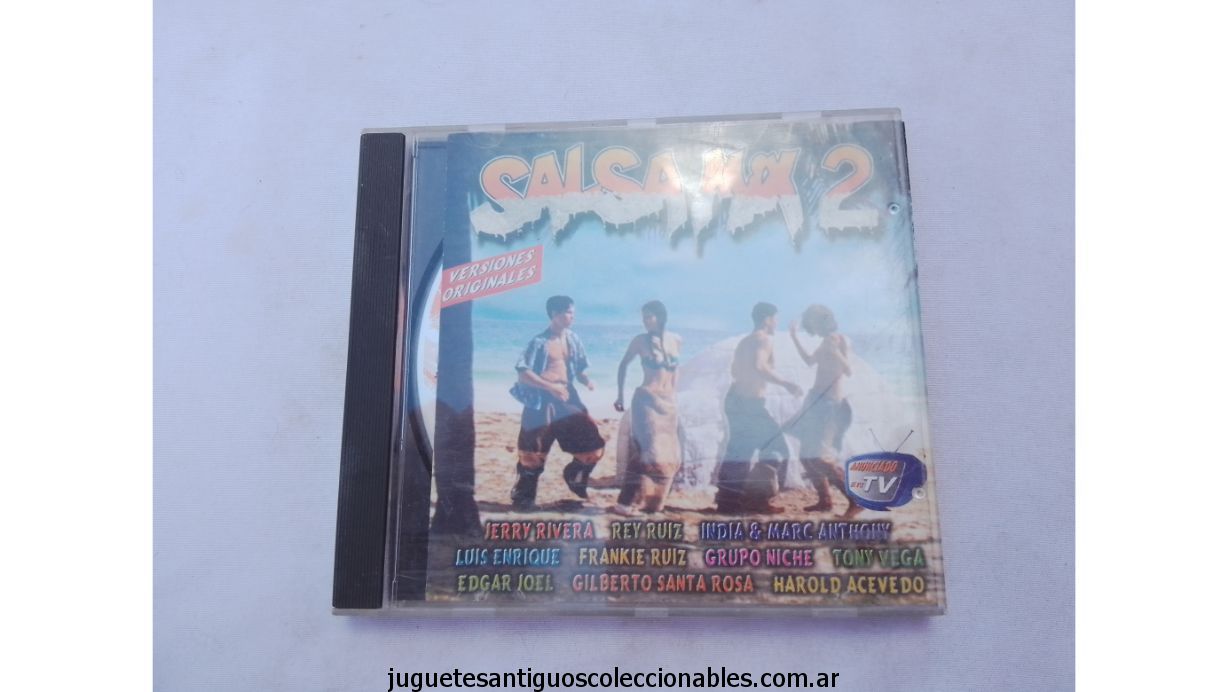 SALSA MIX 2
VERSIONES
ORIGINALES
ANUNCIADO
EN TV
JERRY RIVERA REY RUIZ INDIA & MARC ANTHONY
LUIS ENRIQUE FRANKIE RUIZ GRUPO NICHE TONY VEGA
EDGAR JOEL GILBERTO SANTA ROSA HAROLD ACEVEDO
juguetesantiguoscoleccionables.com.ar